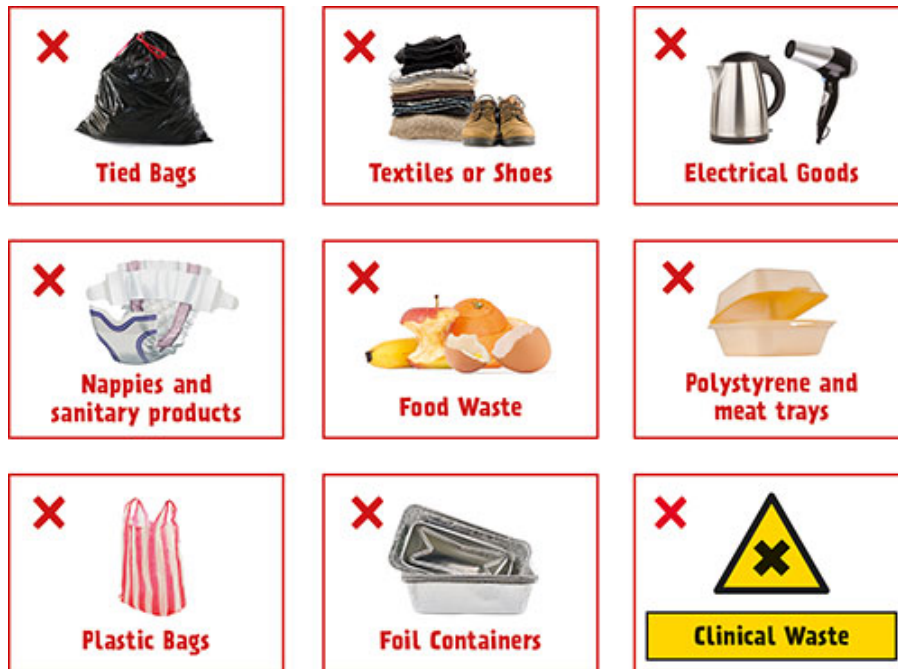 Tied Bags
Textiles or Shoes
Electrical Goods
Nappies and
sanitary products
Food Waste
Polystyrene and
meat trays
Plastic Bags
Foil Containers
Clinical Waste